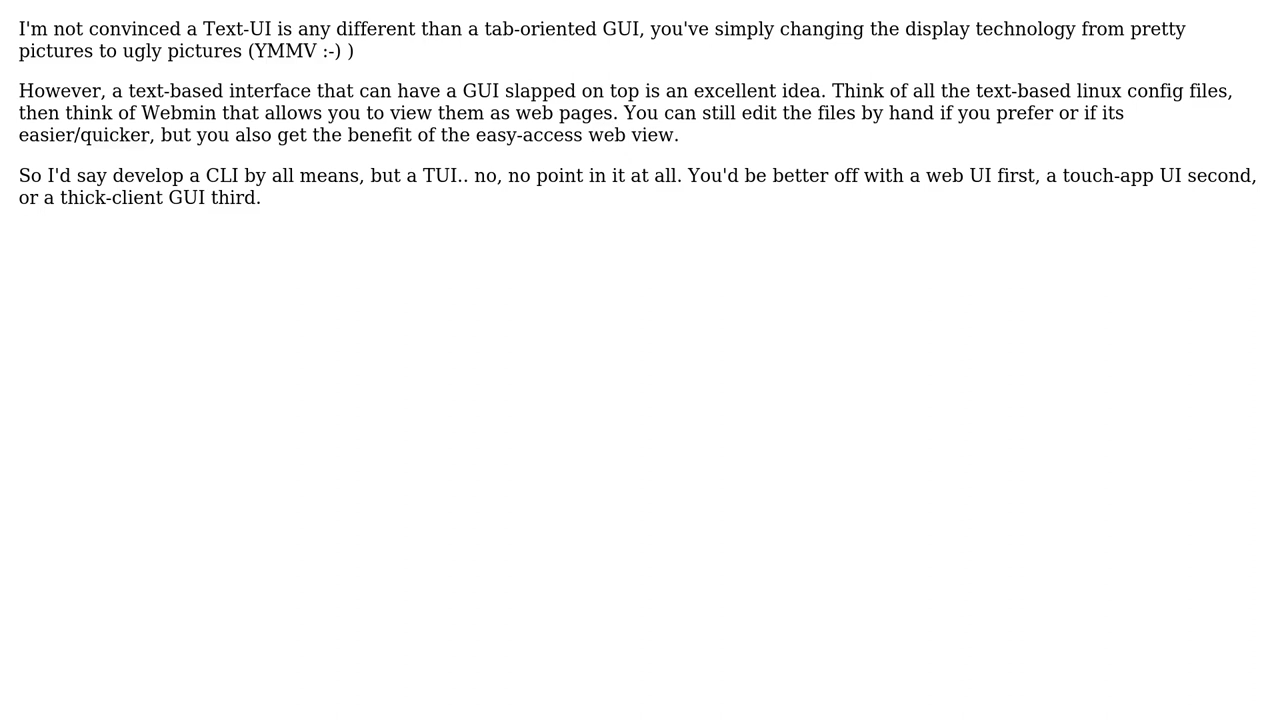 I'm not convinced a Text-UI is any different than a tab-oriented GUI, you've simply changing the display technology from pretty
pictures to ugly pictures (YMMV :-) )
However, a text-based interface that can have a GUI slapped on top is an excellent idea. Think of all the text-based linux config files,
then think of Webmin that allows you to view them as web pages. You can still edit the files by hand if you prefer or if its
easier/quicker, but you also get the benefit of the easy-access web view.
So I'd say develop a CLI by all means, but a TUI.. no, no point in it at all. You'd be better off with a web UI first, a touch-app UI second,
or a thick-client GUI third.